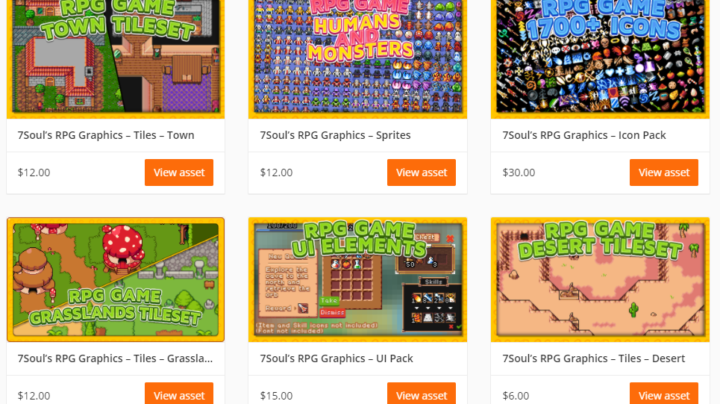 RPG GAME
TOWN TILESET
RPG GAME
HUMANS
AND
MONSTERS
RPG GAME
1700+ ICONS
7Soul's RPG Graphics – Tiles – Town
7Soul's RPG Graphics – Sprites
7Soul's RPG Graphics – Icon Pack
$12.00
View asset
$12.00
View asset
$30.00
View asset
RPG GAME
GRASSLANDS TILESET
RPG GAME
UI ELEMENTS
Skills
!Item and Skill icons not included!
!Font not included!
RPG GAME
DESERT TILESET
7Soul's RPG Graphics – Tiles – Grassla...
7Soul's RPG Graphics – UI Pack
7Soul's RPG Graphics – Tiles – Desert
$12.00
View asset
$15.00
View asset
$6.00
View asset